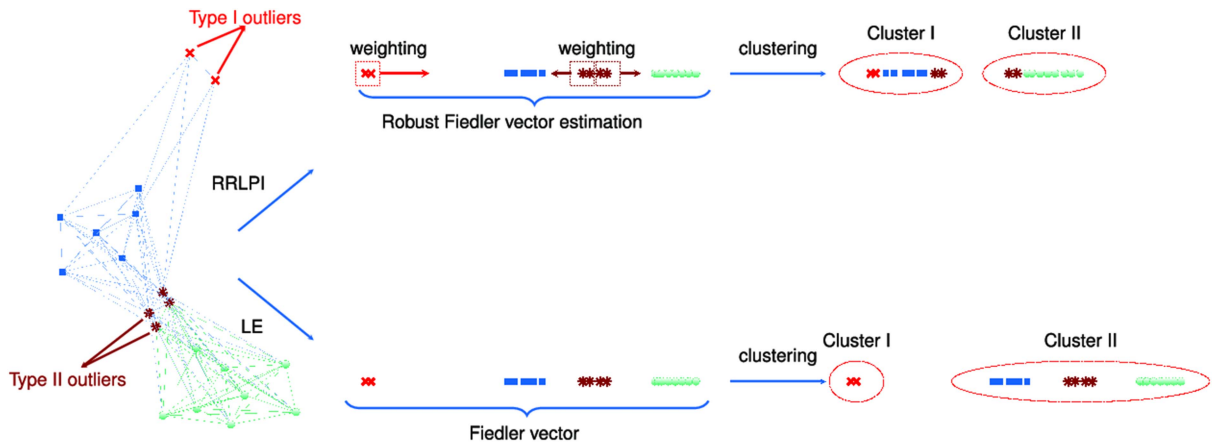 Type I outliers
weighting
weighting
clustering
Cluster I
Cluster II
Robust Fiedler vector estimation
RRLPI
LE
Type II outliers
clustering
Cluster I
Cluster II
Fiedler vector